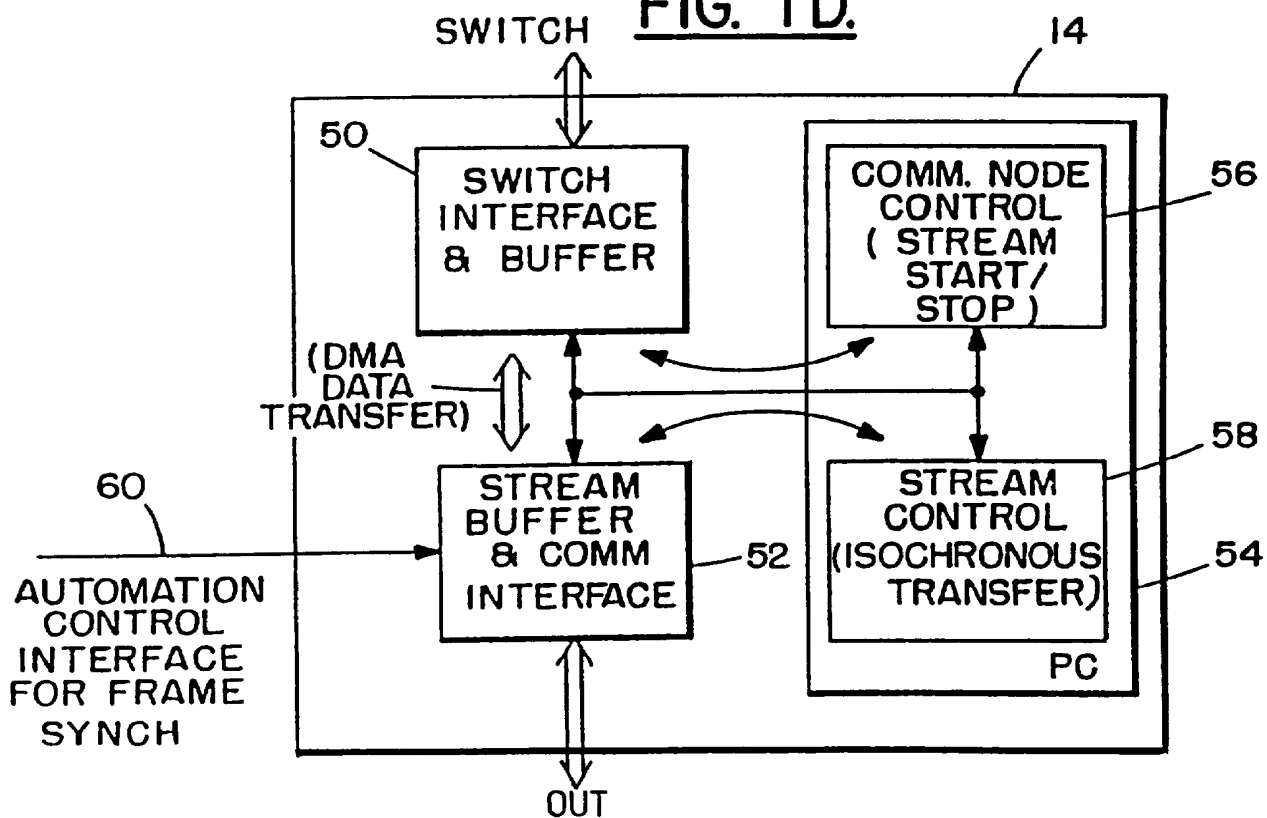 FIG. 1D.
SWITCH
14
50
SWITCH
INTERFACE
& BUFFER
COMM. NODE
CONTROL
( STREAM
START/
STOP )
56
(DMA
DATA
TRANSFER)
58
60
STREAM
BUFFER
& COMM
INTERFACE
52
STREAM
CONTROL
(ISOCHRONOUS
TRANSFER)
54
AUTOMATION
CONTROL
INTERFACE
FOR FRAME
SYNCH
PC
OUT